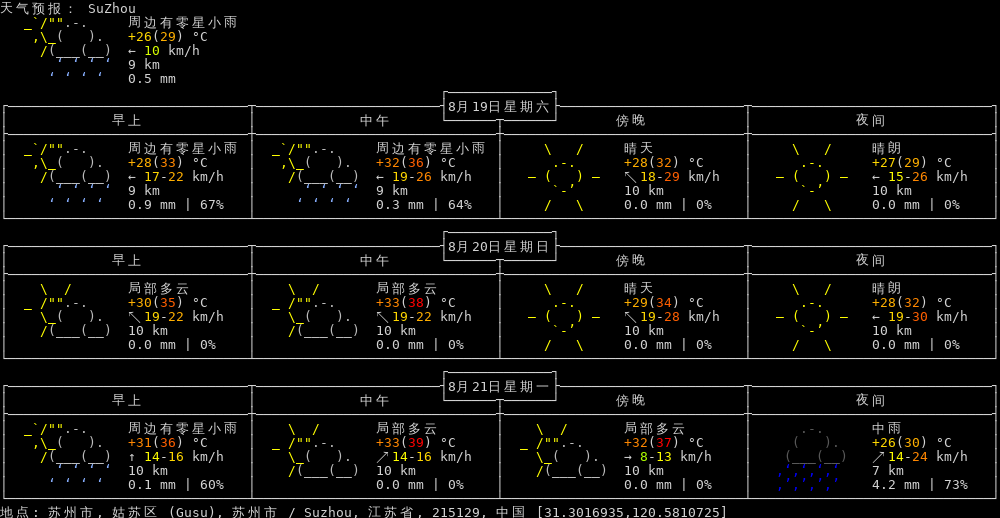 天气预报： SuZhou
周边有零星小雨
+26(29) °C
← 10 km/h
9 km
0.5 mm
8月19日星期六
早上 中午 傍晚 夜间
周边有零星小雨 周边有零星小雨 晴天 晴朗
+28(33) °C +32(36) °C +28(32) °C +27(29) °C
← 17-22 km/h ← 19-26 km/h ↖ 18-29 km/h ← 15-26 km/h
9 km 9 km 10 km 10 km
0.9 mm | 67% 0.3 mm | 64% 0.0 mm | 0% 0.0 mm | 0%
8月20日星期日
早上 中午 傍晚 夜间
局部多云 局部多云 晴天 晴朗
+30(35) °C +33(38) °C +29(34) °C +28(32) °C
↖ 19-22 km/h ↖ 19-22 km/h ↖ 19-28 km/h ← 19-30 km/h
10 km 10 km 10 km 10 km
0.0 mm | 0% 0.0 mm | 0% 0.0 mm | 0% 0.0 mm | 0%
8月21日星期一
早上 中午 傍晚 夜间
周边有零星小雨 局部多云 局部多云 中雨
+31(36) °C +33(39) °C +32(37) °C +26(30) °C
↑ 14-16 km/h ↗ 14-16 km/h → 8-13 km/h ↗ 14-24 km/h
10 km 10 km 10 km 7 km
0.1 mm | 60% 0.0 mm | 0% 0.0 mm | 0% 4.2 mm | 73%
地点: 苏州市, 姑苏区 (Gusu), 苏州市 / Suzhou, 江苏省, 215129, 中国 [31.3016935,120.5810725]